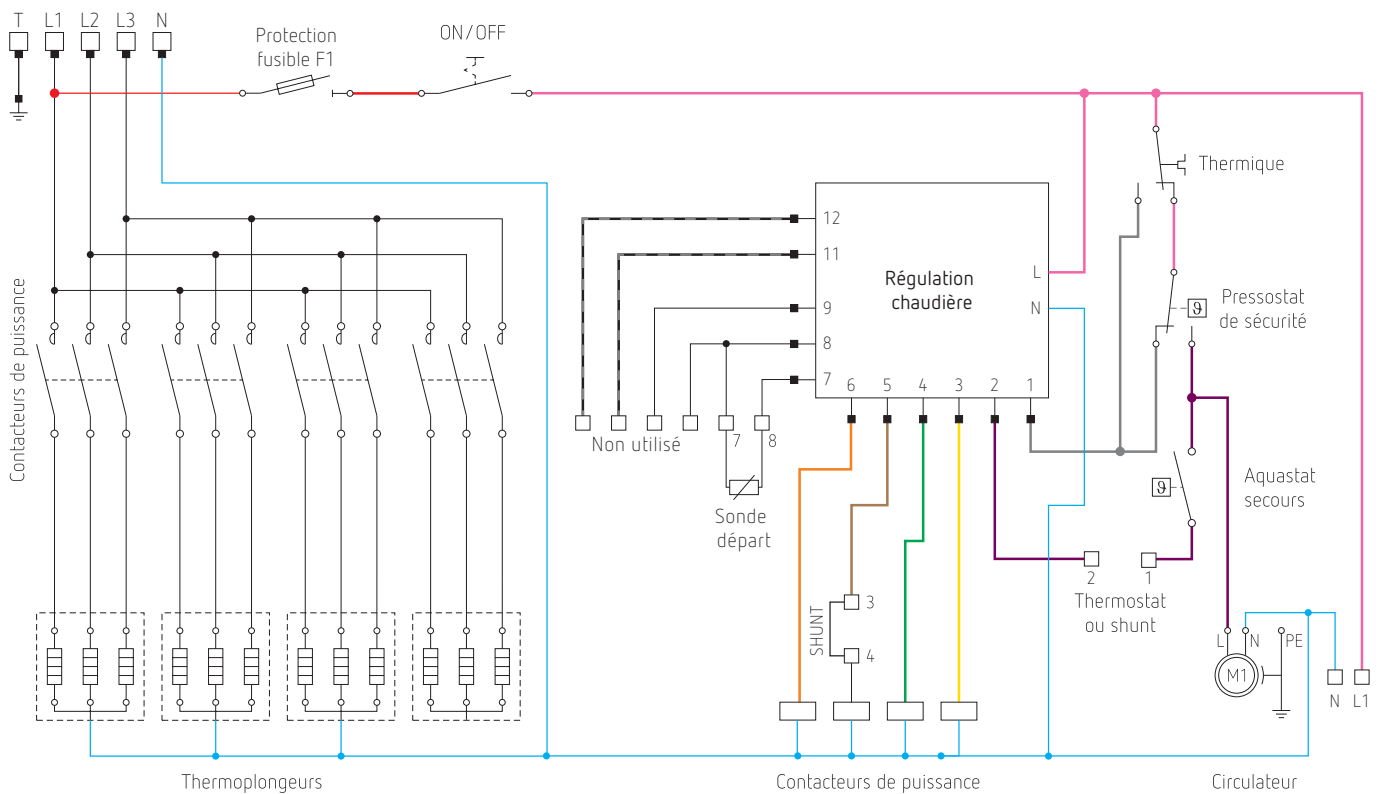 T L1 L2 L3 N
Protection
fusible F1
ON/OFF
Thermique
12
11
9
8
7
Régulation
chaudière
L
N
6 5 4 3 2 1
Pressostat
de sécurité
ϑ
Contacteurs de puissance
Non utilisé
7 8
Sonde
départ
Aquastat
secours
ϑ
2 1
Thermostat
ou shunt
SHUNT
3
4
L N PE
M1
N L1
Thermoplongeurs
Contacteurs de puissance
Circulateur